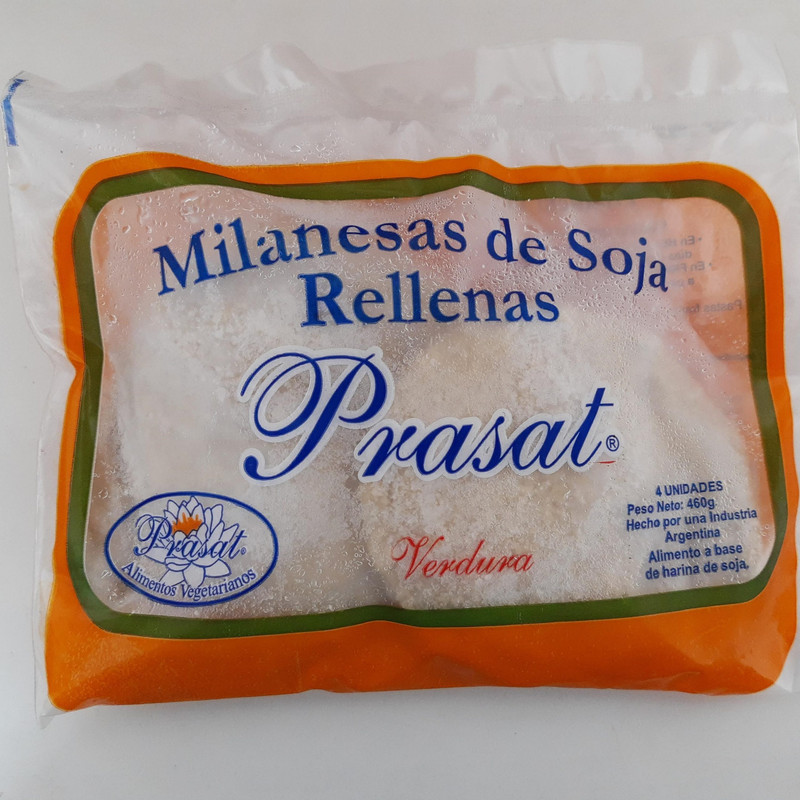 Milanesas de Soja
Rellenas
Prasat®
Verdura
Prasat®
Alimentos Vegetarianos
4 UNIDADES
Peso Neto: 460g.
Hecho por una Industria
Argentina
Alimento a base
de harina de soja.